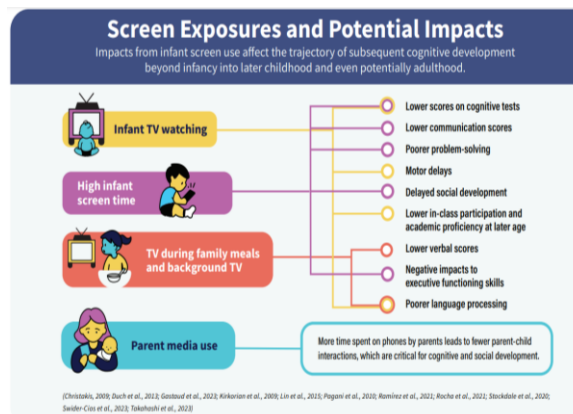 Screen Exposures and Potential Impacts
Impacts from infant screen use affect the trajectory of subsequent cognitive development
beyond infancy into later childhood and even potentially adulthood.
Infant TV watching
High infant
screen time
TV during family meals
and background TV
Parent media use
Lower scores on cognitive tests
Lower communication scores
Poorer problem-solving
Motor delays
Delayed social development
Lower in-class participation and
academic proficiency at later age
Lower verbal scores
Negative impacts to
executive functioning skills
Poorer language processing
More time spent on phones by parents leads to fewer parent-child
interactions, which are critical for cognitive and social development.
(Christakis, 2009; Duch et al., 2013; Gastaud et al., 2023; Kirkorian et al., 2009; Lin et al., 2015; Pagani et al., 2010; Ramírez et al., 2021; Rocha et al., 2021; Stockdale et al., 2020;
Swider-Cios et al., 2023; Takahashi et al., 2023)